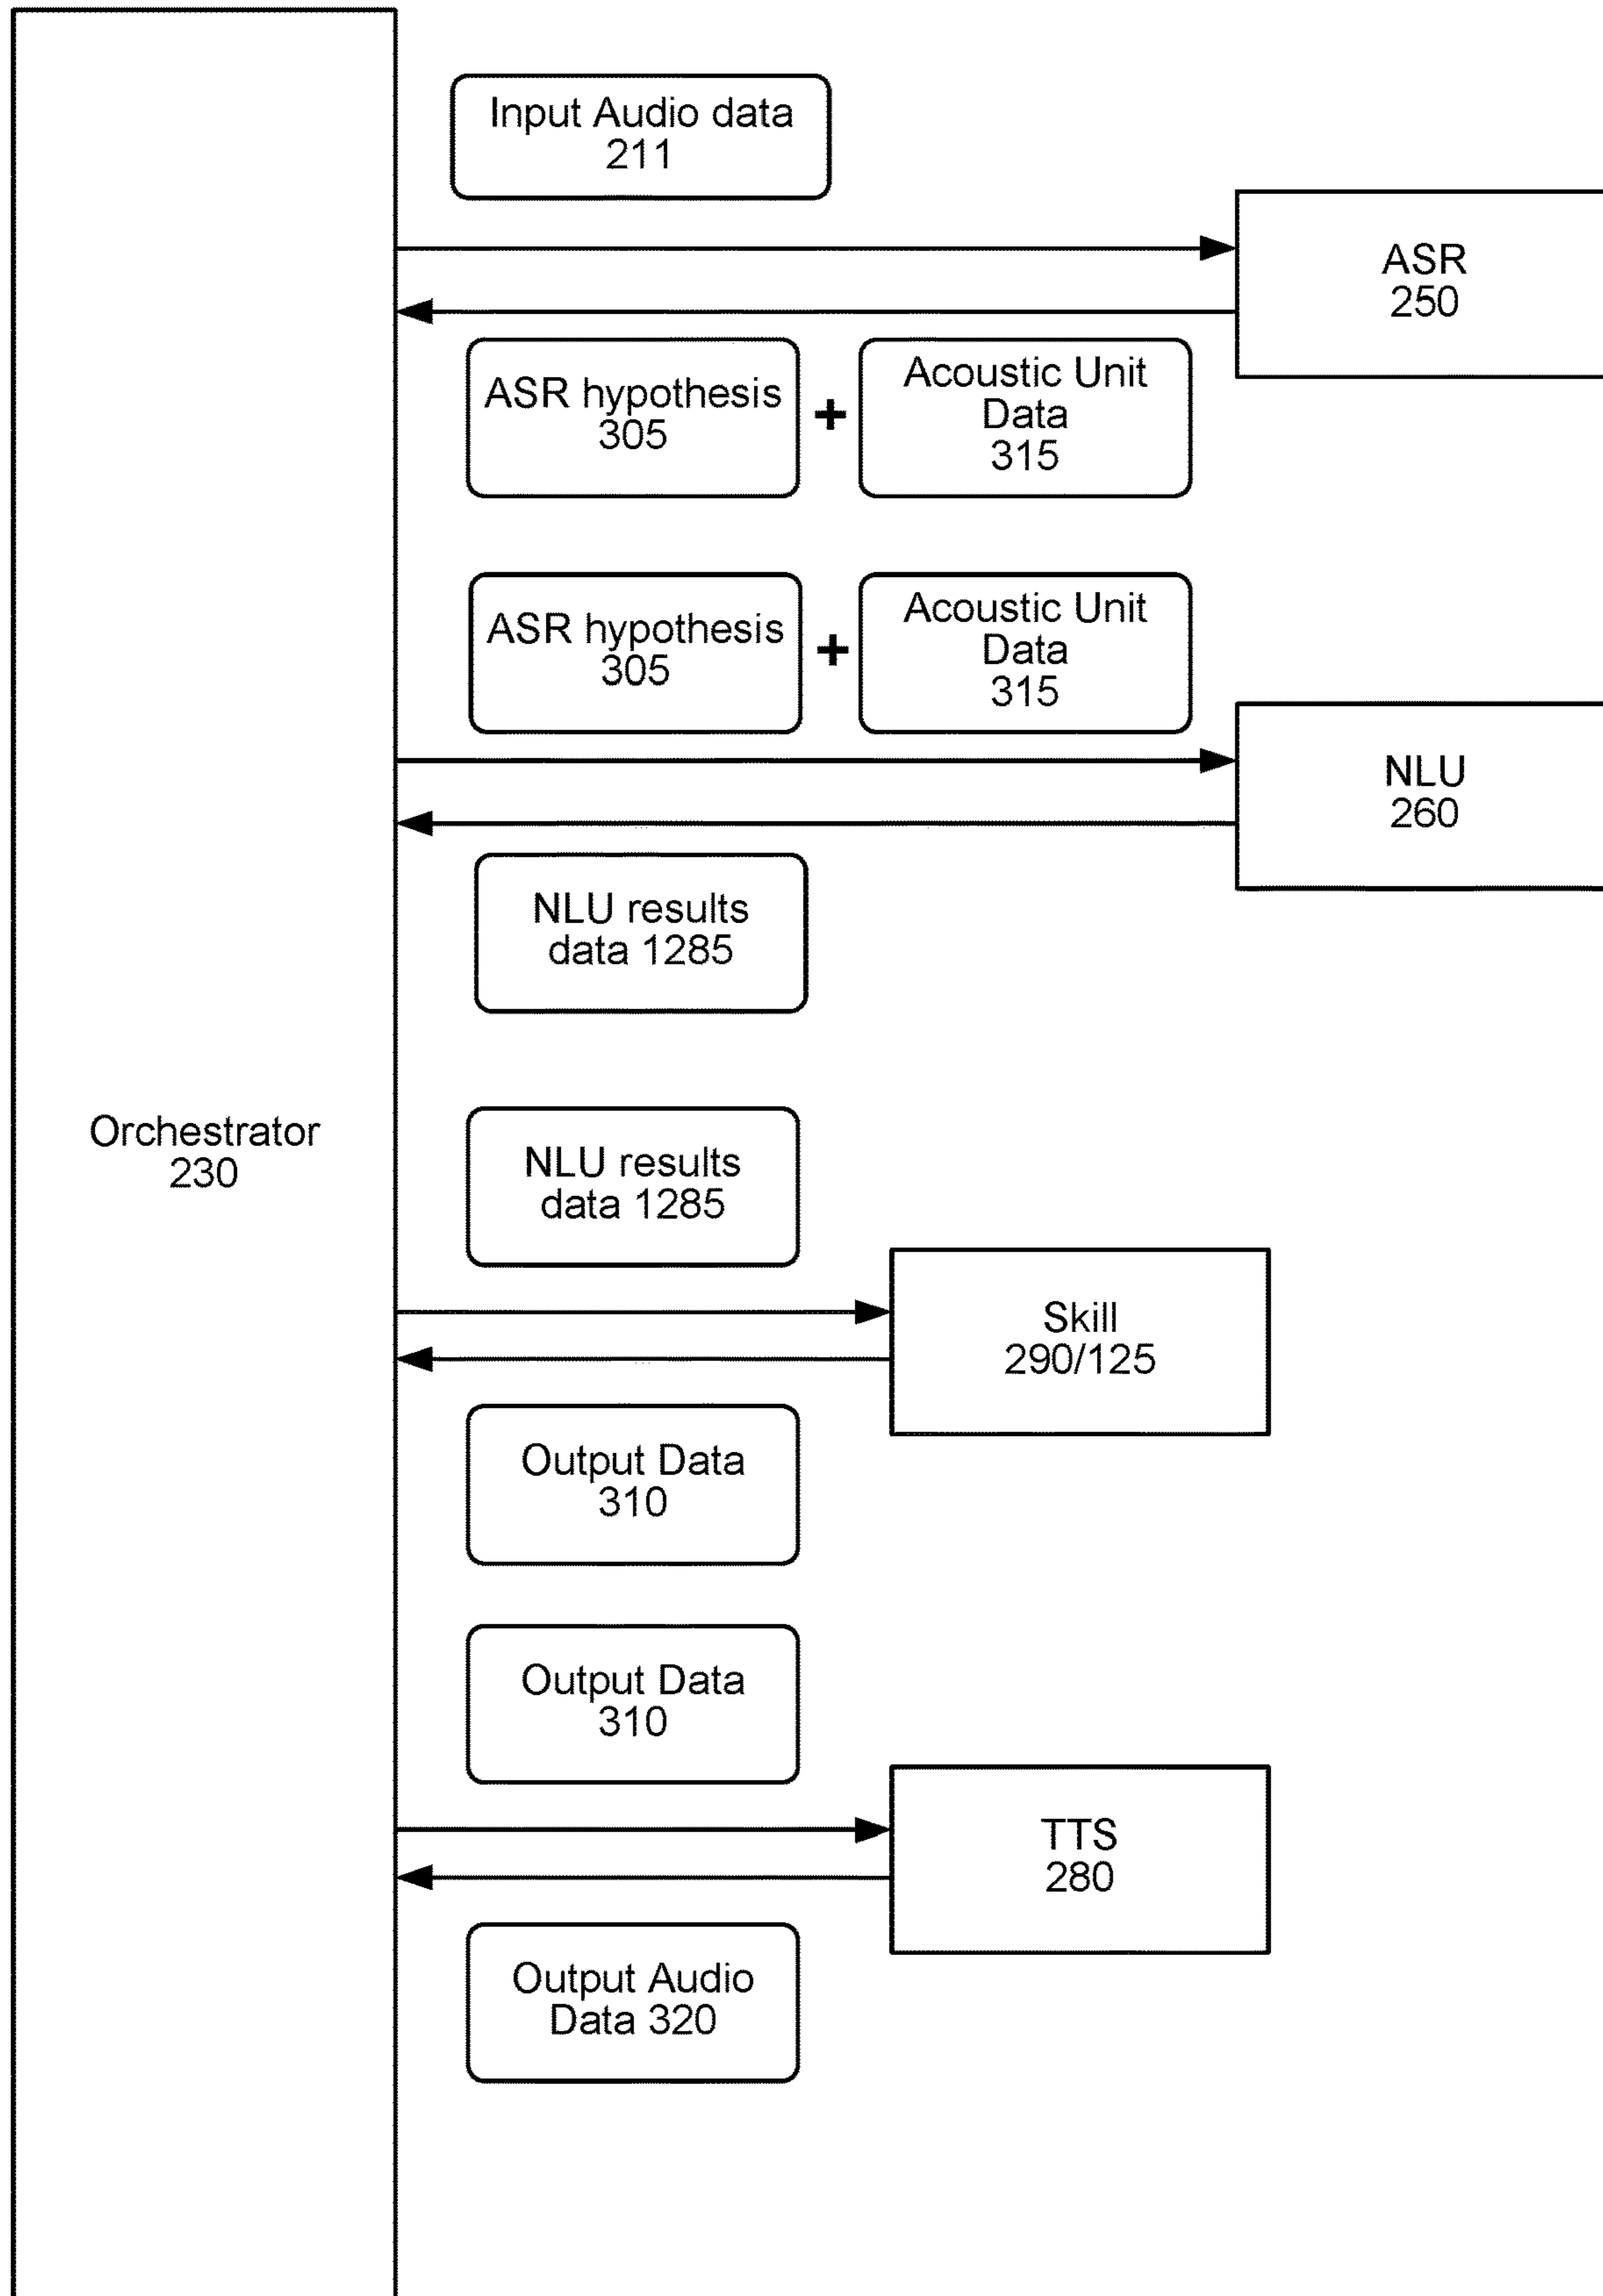 Input Audio data
211
ASR
250
ASR hypothesis
305
+
Acoustic Unit
Data
315
ASR hypothesis
305
+
Acoustic Unit
Data
315
NLU
260
NLU results
data 1285
Orchestrator
230
NLU results
data 1285
Skill
290/125
Output Data
310
Output Data
310
TTS
280
Output Audio
Data 320